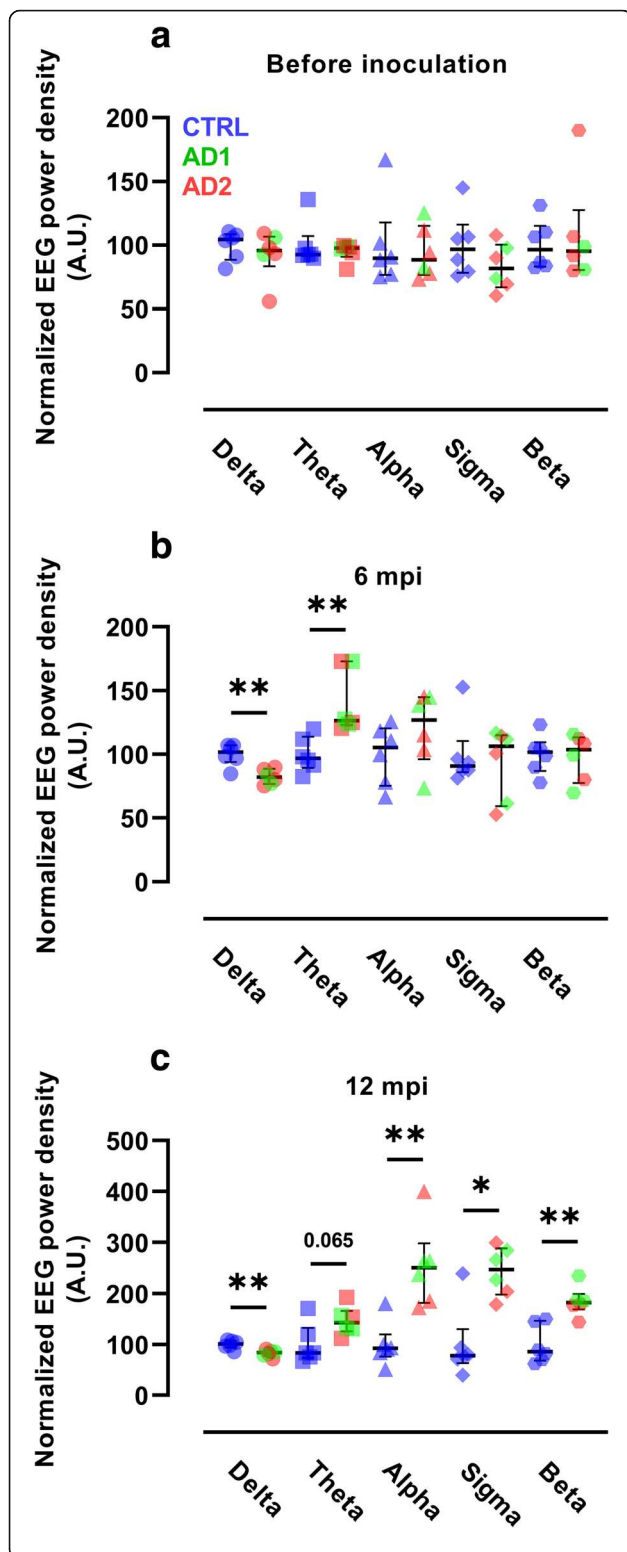 a
Before inoculation
Normalized EEG power density
(A.U.)
200
150
100
50
0
CTRL
AD1
AD2
Delta
Theta
Alpha
Sigma
Beta
b
6 mpi
Normalized EEG power density
(A.U.)
200
150
100
50
0
**
**
Delta
Theta
Alpha
Sigma
Beta
c
12 mpi
Normalized EEG power density
(A.U.)
500
400
300
200
100
0
**
0.065
**
*
**
Delta
Theta
Alpha
Sigma
Beta